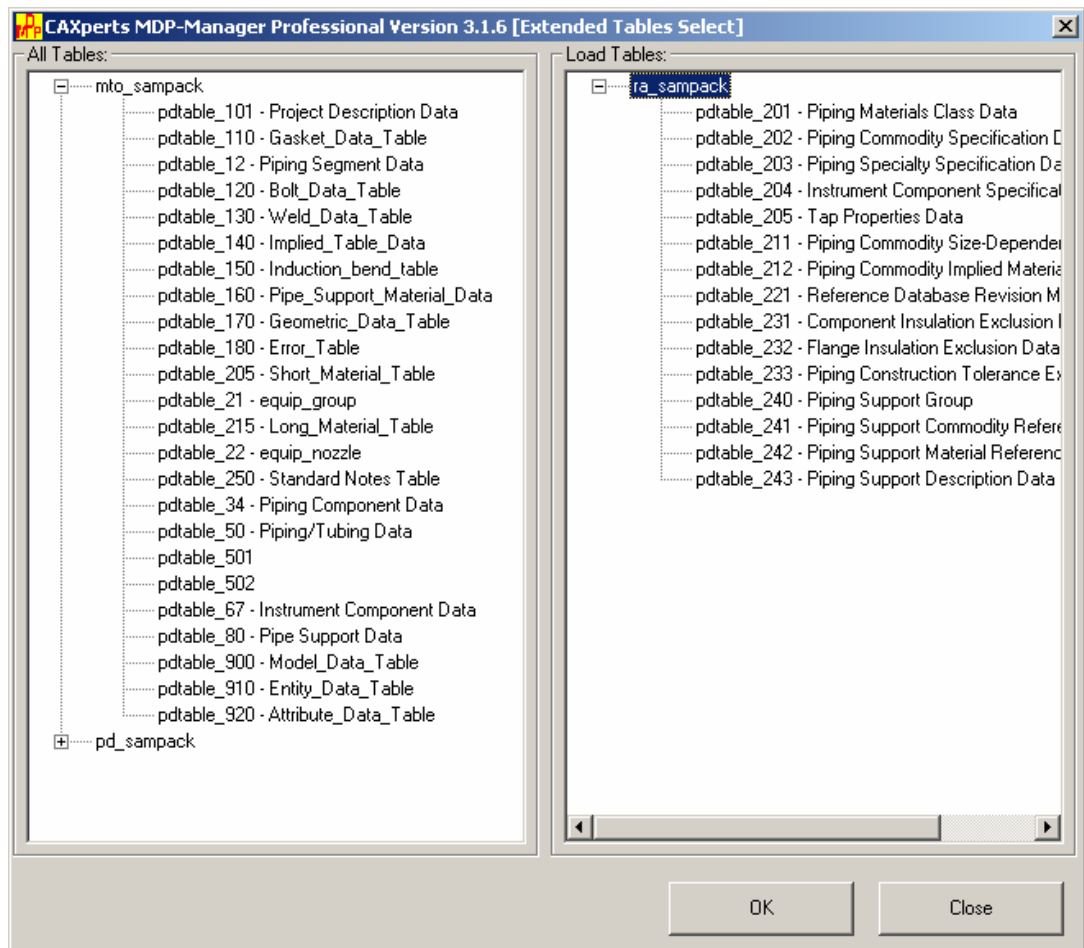 CAXperts MDP-Manager Professional Version 3.1.6 [Extended Tables Select]
All Tables:
mto_sampack
pdtable_101 - Project Description Data
pdtable_110 - Gasket_Data_Table
pdtable_12 - Piping Segment Data
pdtable_120 - Bolt_Data_Table
pdtable_130 - Weld_Data_Table
pdtable_140 - Implied_Table_Data
pdtable_150 - Induction_bend_table
pdtable_160 - Pipe_Support_Material_Data
pdtable_170 - Geometric_Data_Table
pdtable_180 - Error_Table
pdtable_205 - Short_Material_Table
pdtable_21 - equip_group
pdtable_215 - Long_Material_Table
pdtable_22 - equip_nozzle
pdtable_250 - Standard Notes Table
pdtable_34 - Piping Component Data
pdtable_50 - Piping/Tubing Data
pdtable_501
pdtable_502
pdtable_67 - Instrument Component Data
pdtable_80 - Pipe Support Data
pdtable_900 - Model_Data_Table
pdtable_910 - Entity_Data_Table
pdtable_920 - Attribute_Data_Table
pd_sampack
Load Tables:
ra_sampack
pdtable_201 - Piping Materials Class Data
pdtable_202 - Piping Commodity Specification D
pdtable_203 - Piping Specialty Specification Da
pdtable_204 - Instrument Component Specificat
pdtable_205 - Tap Properties Data
pdtable_211 - Piping Commodity Size-Depender
pdtable_212 - Piping Commodity Implied Materia
pdtable_221 - Reference Database Revision M
pdtable_231 - Component Insulation Exclusion
pdtable_232 - Flange Insulation Exclusion Data
pdtable_233 - Piping Construction Tolerance Ex
pdtable_240 - Piping Support Group
pdtable_241 - Piping Support Commodity Refere
pdtable_242 - Piping Support Material Referenc
pdtable_243 - Piping Support Description Data
OK
Close